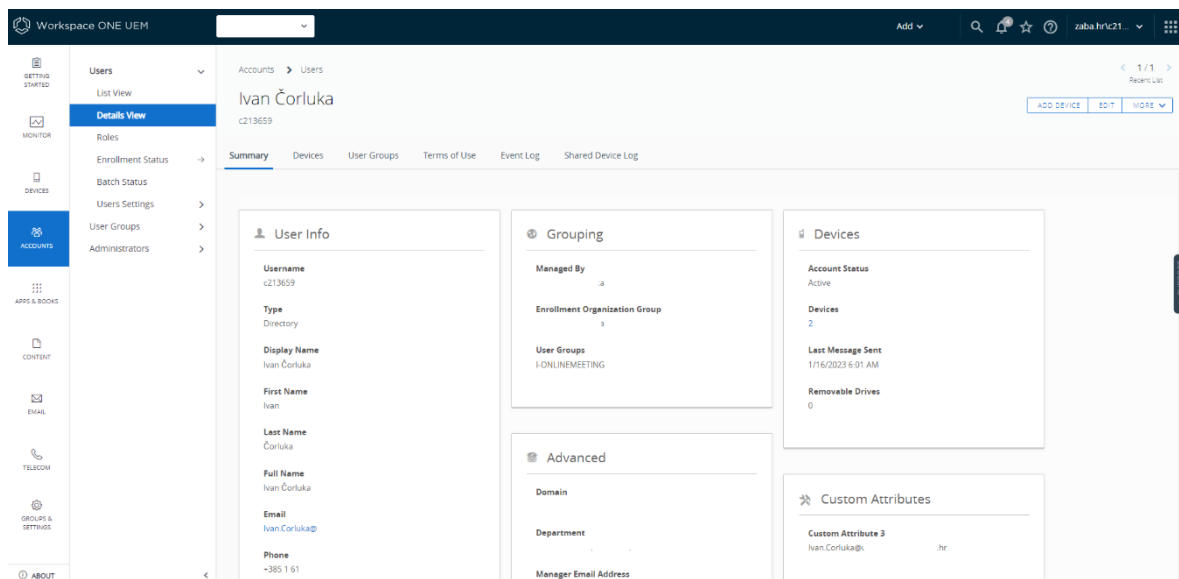 Workspace ONE UEM
Add
4
zaba.hr\c21...
GETTING STARTED
MONITOR
DEVICES
ACCOUNTS
APPS & BOOKS
CONTENT
EMAIL
TELECOM
GROUPS & SETTINGS
ABOUT
Users
List View
Details View
Roles
Enrollment Status
Batch Status
Users Settings
User Groups
Administrators
Accounts > Users
1/1
Recent List
Ivan Čorluka
c213659
ADD DEVICE EDIT MORE
Summary Devices User Groups Terms of Use Event Log Shared Device Log
User Info
Username
c213659
Type
Directory
Display Name
Ivan Čorluka
First Name
Ivan
Last Name
Čorluka
Full Name
Ivan Čorluka
Email
Ivan.Corluka@
Phone
+385 1 61
Grouping
Managed By
.a
Enrollment Organization Group
User Groups
I-ONLINEMEETING
Advanced
Domain
Department
Manager Email Address
Devices
Account Status
Active
Devices
2
Last Message Sent
1/16/2023 6:01 AM
Removable Drives
0
Custom Attributes
Custom Attribute 3
Ivan.Corluka@ .hr